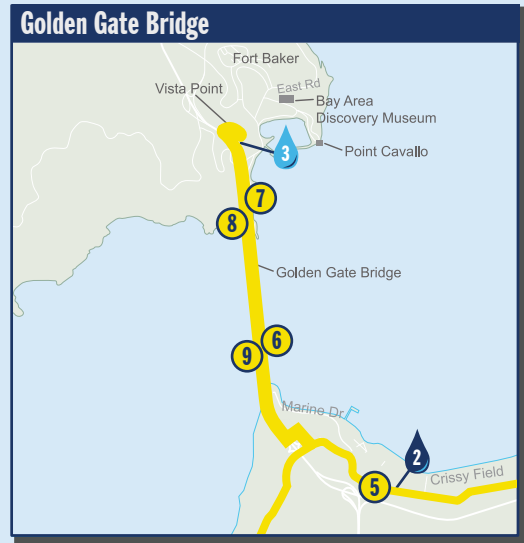 Golden Gate Bridge
Fort Baker
East Rd
Vista Point
Bay Area
Discovery Museum
3
Point Cavallo
7
8
Golden Gate Bridge
6
9
Marine Dr
2
Crissy Field
5